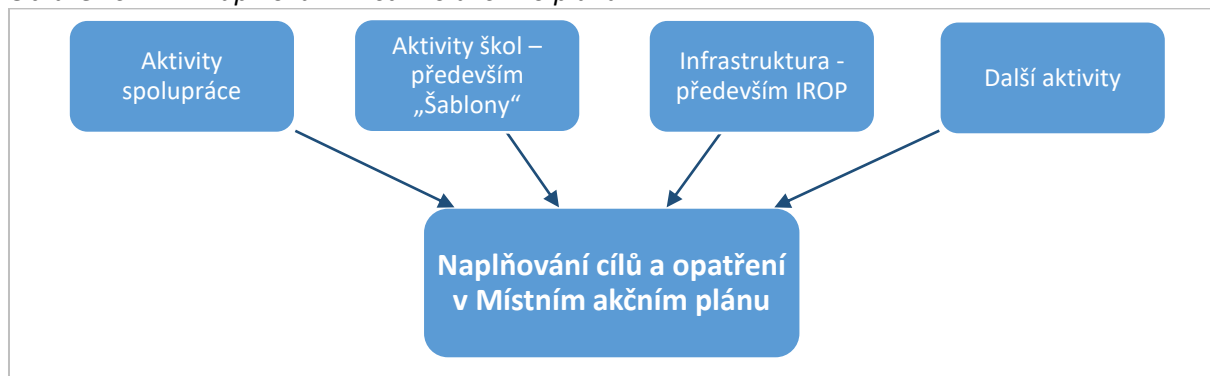 Aktivity
spolupráce
Aktivity škol –
především
„Šablony“
Infrastruktura -
především IROP
Další aktivity
Naplňování cílů a opatření
v Místním akčním plánu